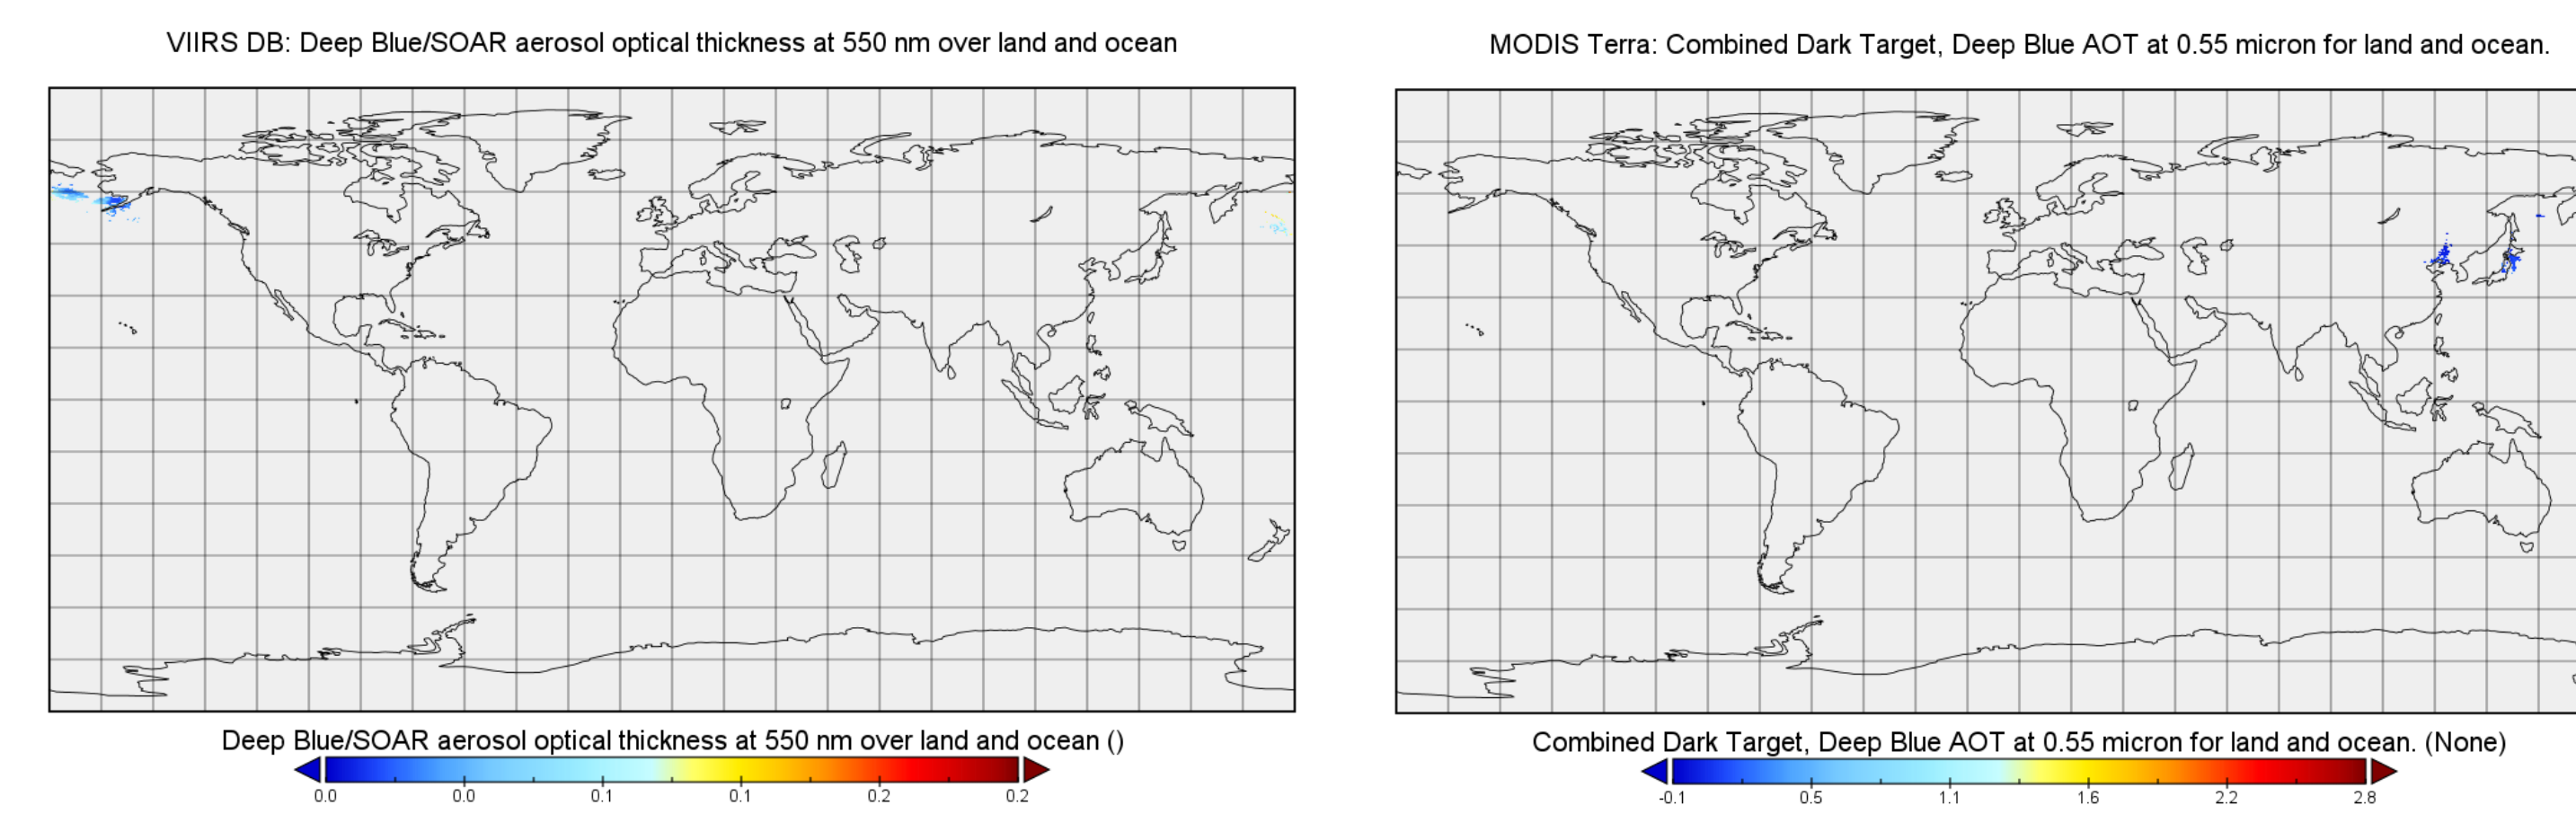 VIIRS DB: Deep Blue/SOAR aerosol optical thickness at 550 nm over land and ocean
Deep Blue/SOAR aerosol optical thickness at 550 nm over land and ocean ()
0.0 0.0 0.1 0.1 0.2 0.2
MODIS Terra: Combined Dark Target, Deep Blue AOT at 0.55 micron for land and ocean.
Combined Dark Target, Deep Blue AOT at 0.55 micron for land and ocean. (None)
-0.1 0.5 1.1 1.6 2.2 2.8